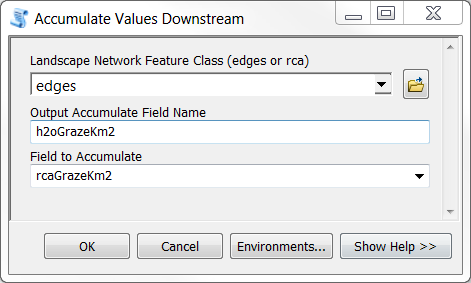 Accumulate Values Downstream
Landscape Network Feature Class (edges or rca)
edges
Output Accumulate Field Name
h2oGrazeKm2
Field to Accumulate
rcaGrazeKm2
OK Cancel Environments... Show Help >>